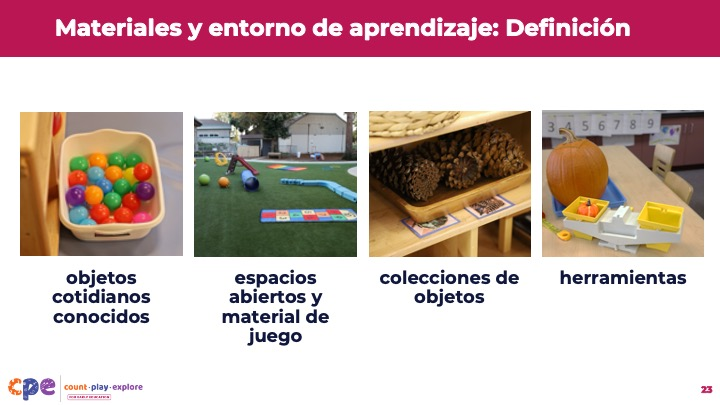 Materiales y entorno de aprendizaje: Definición
3 4 5 6 7 8 9
objetos
cotidianos
conocidos
espacios
abiertos y
material de
juego
colecciones de
objetos
herramientas
cpe
count·play·explore
23